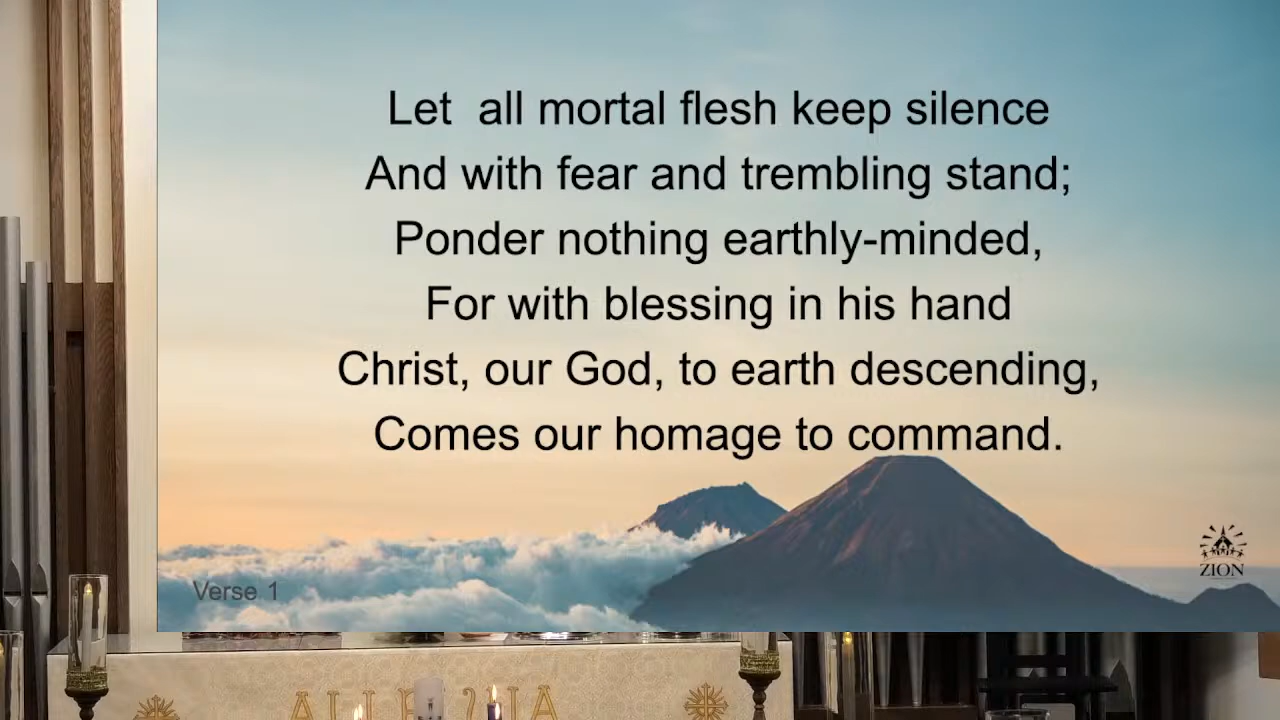 Let  all mortal flesh keep silence
And with fear and trembling stand;
Ponder nothing earthly-minded,
For with blessing in his hand
Christ, our God, to earth descending,
Comes our homage to command.
ZION
Verse 1
ALLELUIA